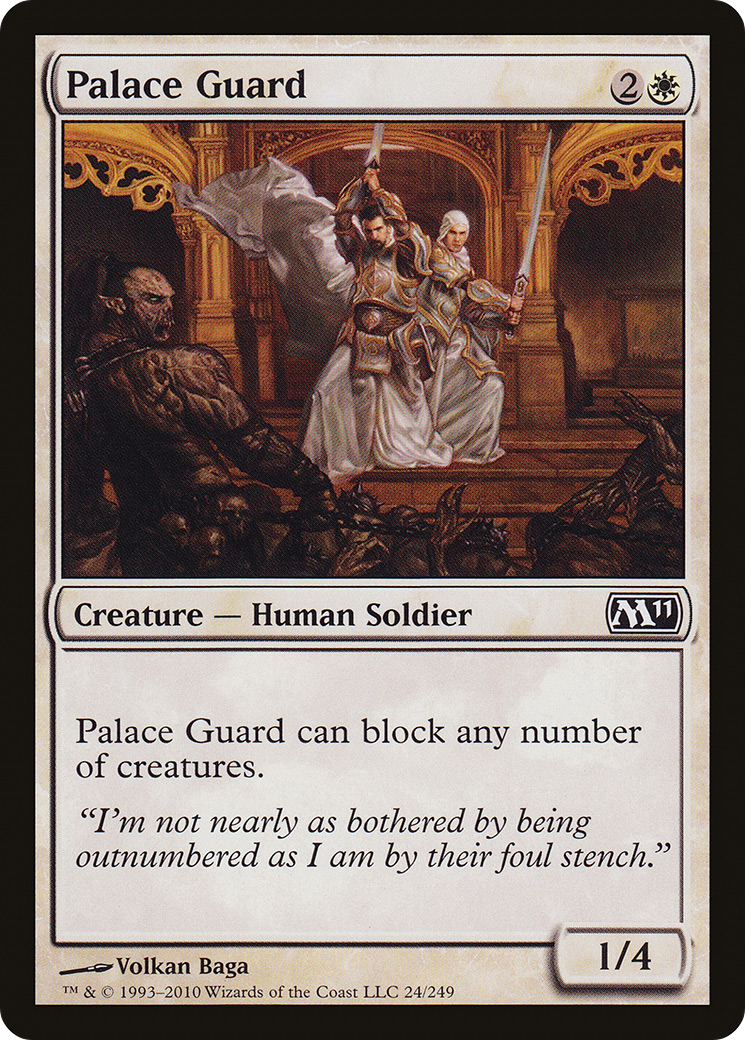 Palace Guard 2
Creature — Human Soldier M11
Palace Guard can block any number
of creatures.
“I’m not nearly as bothered by being
outnumbered as I am by their foul stench.”
1/4
Volkan Baga
™ & © 1993–2010 Wizards of the Coast LLC 24/249